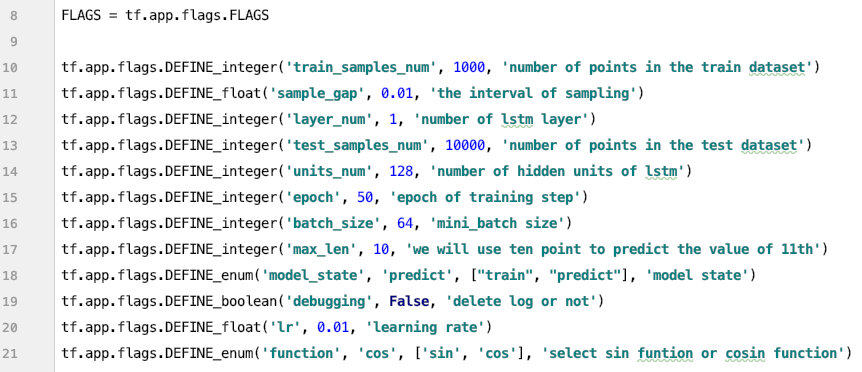 8 FLAGS = tf.app.flags.FLAGS
9
10 tf.app.flags.DEFINE_integer('train_samples_num', 1000, 'number of points in the train dataset')
11 tf.app.flags.DEFINE_float('sample_gap', 0.01, 'the interval of sampling')
12 tf.app.flags.DEFINE_integer('layer_num', 1, 'number of lstm layer')
13 tf.app.flags.DEFINE_integer('test_samples_num', 10000, 'number of points in the test dataset')
14 tf.app.flags.DEFINE_integer('units_num', 128, 'number of hidden units of lstm')
15 tf.app.flags.DEFINE_integer('epoch', 50, 'epoch of training step')
16 tf.app.flags.DEFINE_integer('batch_size', 64, 'mini_batch size')
17 tf.app.flags.DEFINE_integer('max_len', 10, 'we will use ten point to predict the value of 11th')
18 tf.app.flags.DEFINE_enum('model_state', 'predict', ["train", "predict"], 'model state')
19 tf.app.flags.DEFINE_boolean('debugging', False, 'delete log or not')
20 tf.app.flags.DEFINE_float('lr', 0.01, 'learning rate')
21 tf.app.flags.DEFINE_enum('function', 'cos', ['sin', 'cos'], 'select sin funtion or cosin function')